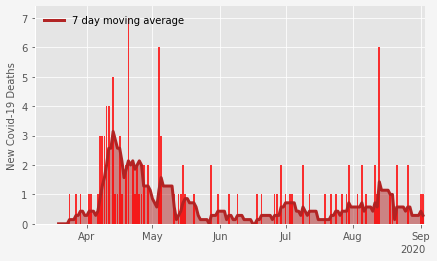 7 day moving average
New Covid-19 Deaths
7
6
5
4
3
2
1
0
Apr
May
Jun
Jul
Aug
Sep
2020